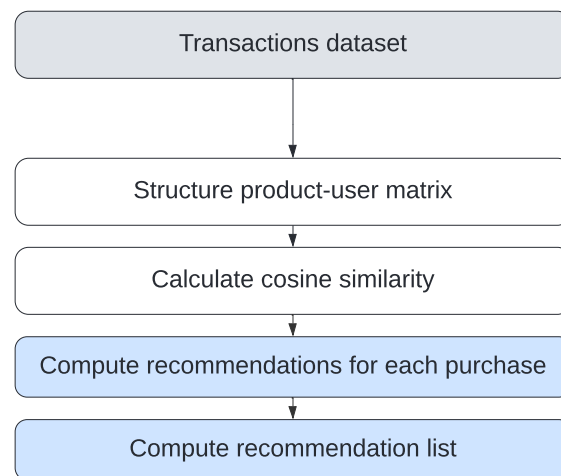 Transactions dataset
Structure product-user matrix
Calculate cosine similarity
Compute recommendations for each purchase
Compute recommendation list